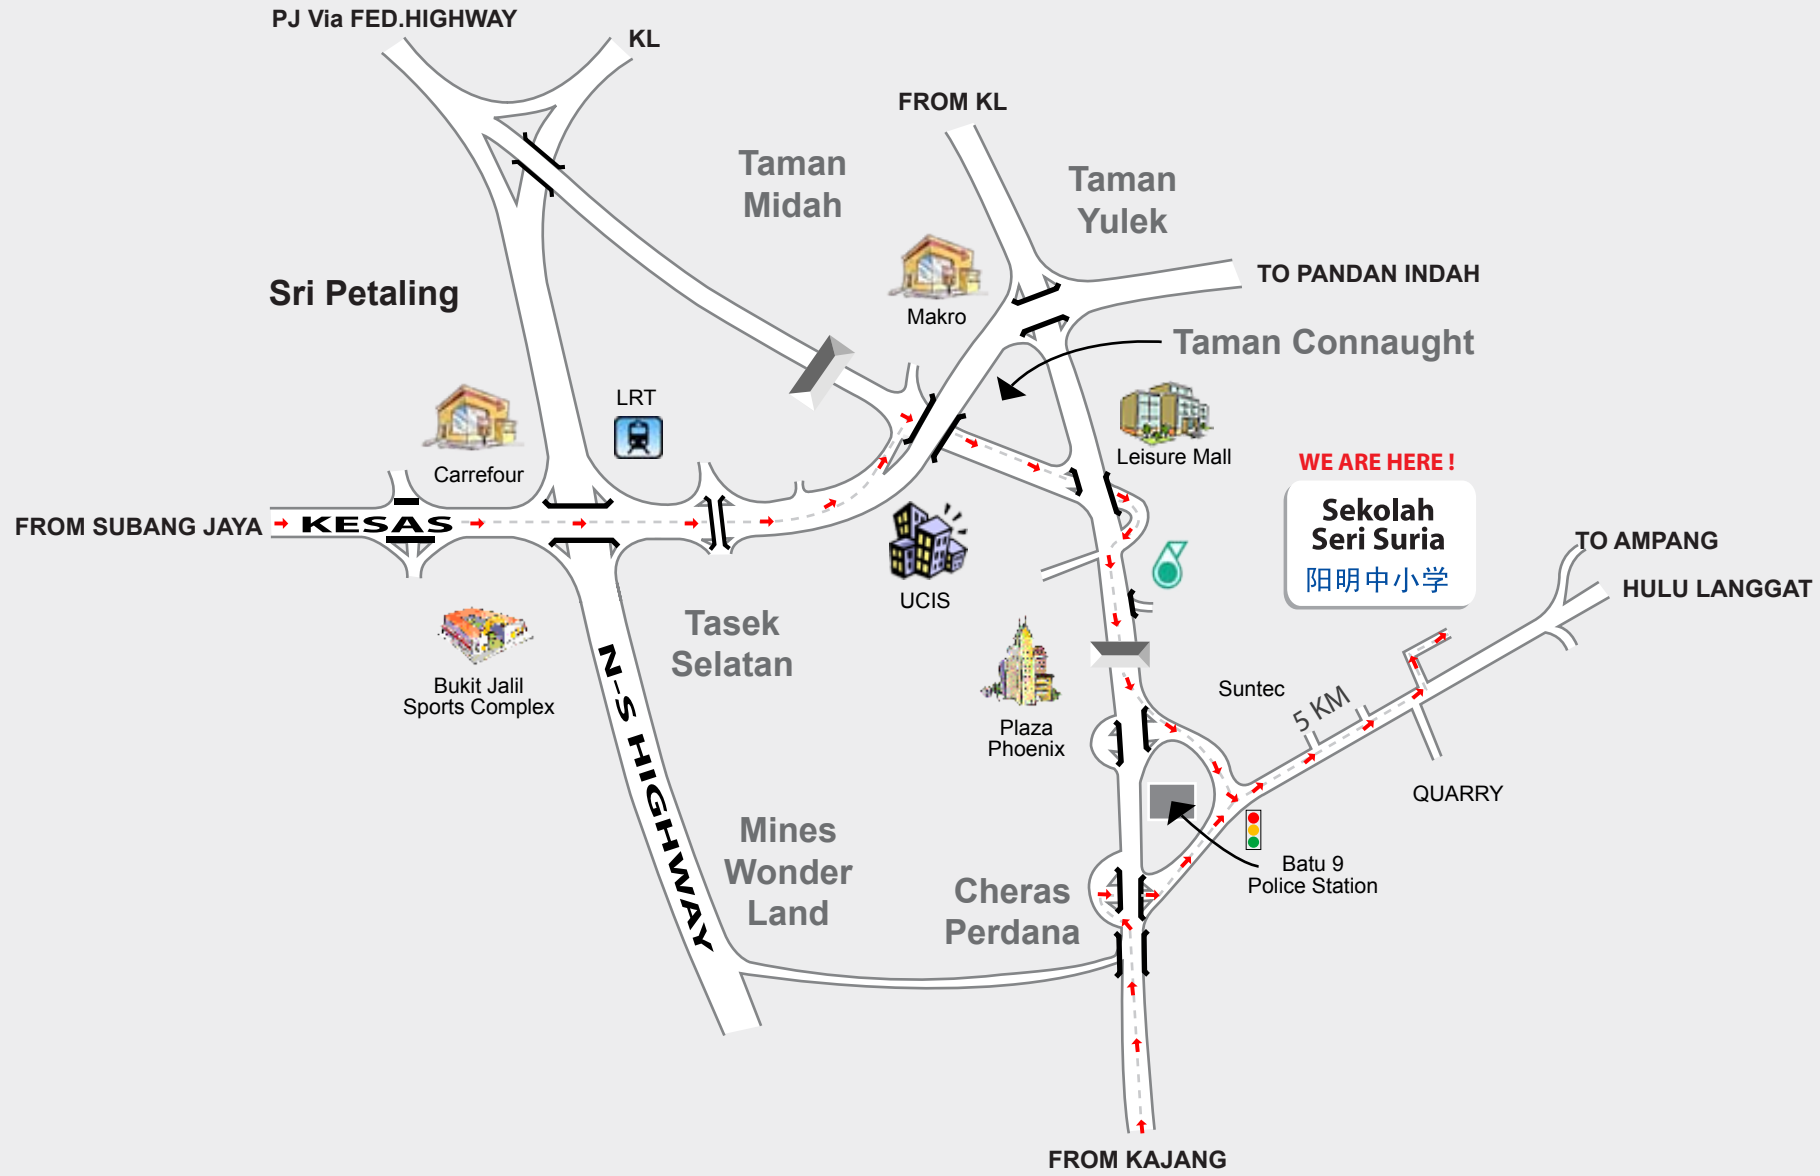 PJ Via FED.HIGHWAY
KL
FROM KL
Taman
Midah
Taman
Yulek
TO PANDAN INDAH
Sri Petaling
Makro
Taman Connaught
LRT
Carrefour
Leisure Mall
WE ARE HERE !
Sekolah
Seri Suria
阳明中小学
FROM SUBANG JAYA
KESAS
TO AMPANG
HULU LANGGAT
UCIS
Tasek
Selatan
Bukit Jalil
Sports Complex
N-S HIGHWAY
Plaza
Phoenix
Suntec
5 KM
QUARRY
Mines
Wonder
Land
Batu 9
Police Station
Cheras
Perdana
FROM KAJANG